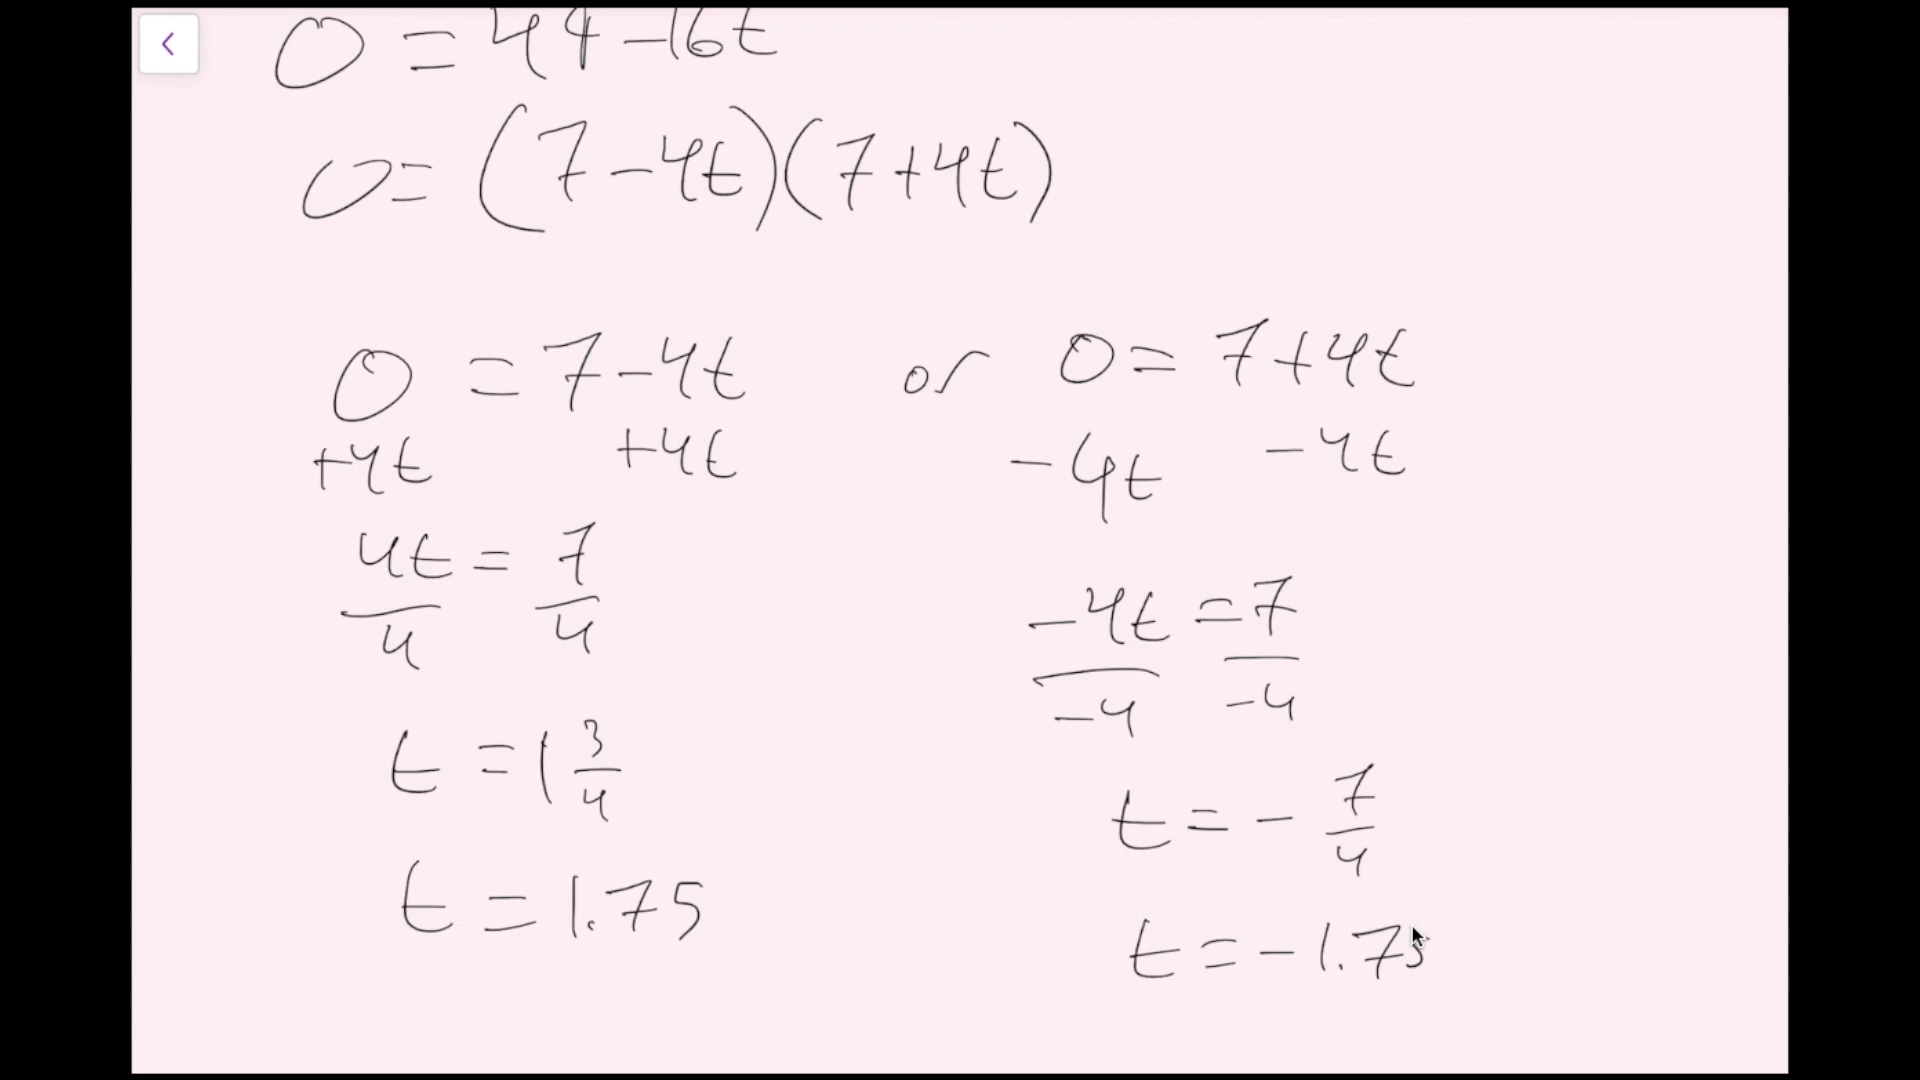 0 = 49 - 16t
0 = (7 - 4t)(7 + 4t)
0 = 7 - 4t or 0 = 7 + 4t
+4t +4t -4t -4t
4t/4 = 7/4
-4t/-4 = 7/-4
t = 1 3/4
t = - 7/4
t = 1.75
t = - 1.75